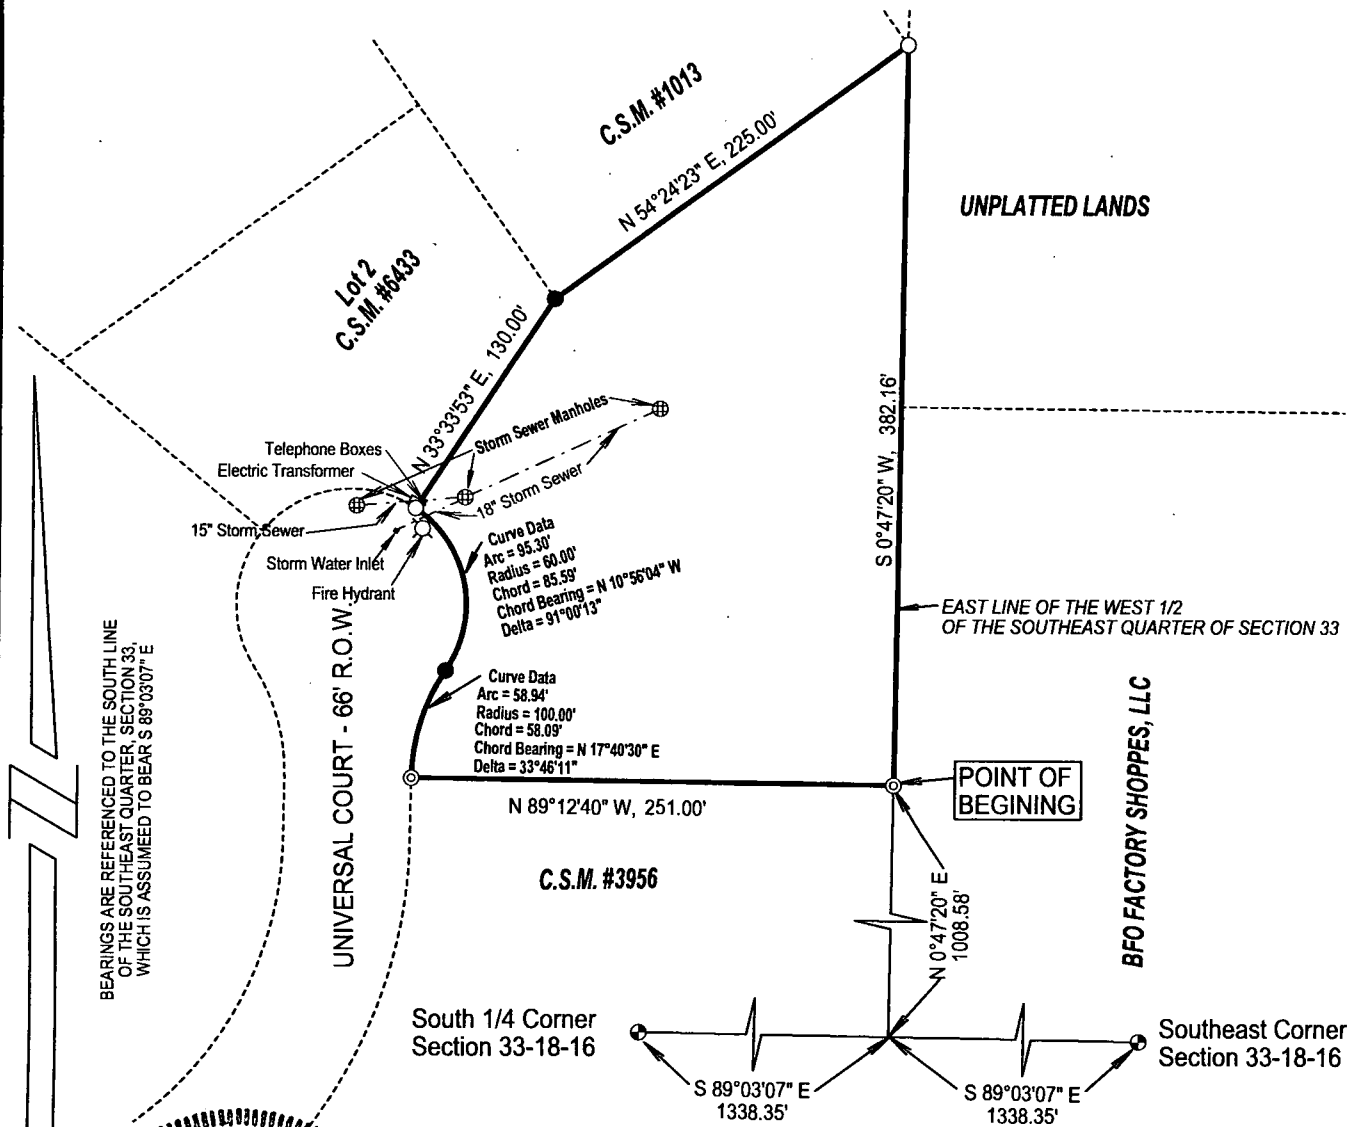 C.S.M. #1013
N 54°24'23" E, 225.00'
UNPLATTED LANDS
Lot 2
C.S.M. #6433
N 33°33'53" E, 130.00'
S 0°47'20" W, 382.16'
Storm Sewer Manholes
Telephone Boxes
Electric Transformer
18" Storm Sewer
15" Storm Sewer
Storm Water Inlet
Fire Hydrant
Curve Data
Arc = 95.30'
Radius = 60.00'
Chord = 85.59'
Chord Bearing = N 10°56'04" W
Delta = 91°00'13"
EAST LINE OF THE WEST 1/2
OF THE SOUTHEAST QUARTER OF SECTION 33
BEARINGS ARE REFERENCED TO THE SOUTH LINE
OF THE SOUTHEAST QUARTER, SECTION 33,
WHICH IS ASSUMEED TO BEAR S 89°03'07" E
UNIVERSAL COURT - 66' R.O.W.
Curve Data
Arc = 58.94'
Radius = 100.00'
Chord = 58.09'
Chord Bearing = N 17°40'30" E
Delta = 33°46'11"
N 89°12'40" W, 251.00'
POINT OF
BEGINING
BFO FACTORY SHOPPES, LLC
C.S.M. #3956
N 0°47'20" E
1008.58'
South 1/4 Corner
Section 33-18-16
Southeast Corner
Section 33-18-16
S 89°03'07" E
1338.35'
S 89°03'07" E
1338.35'